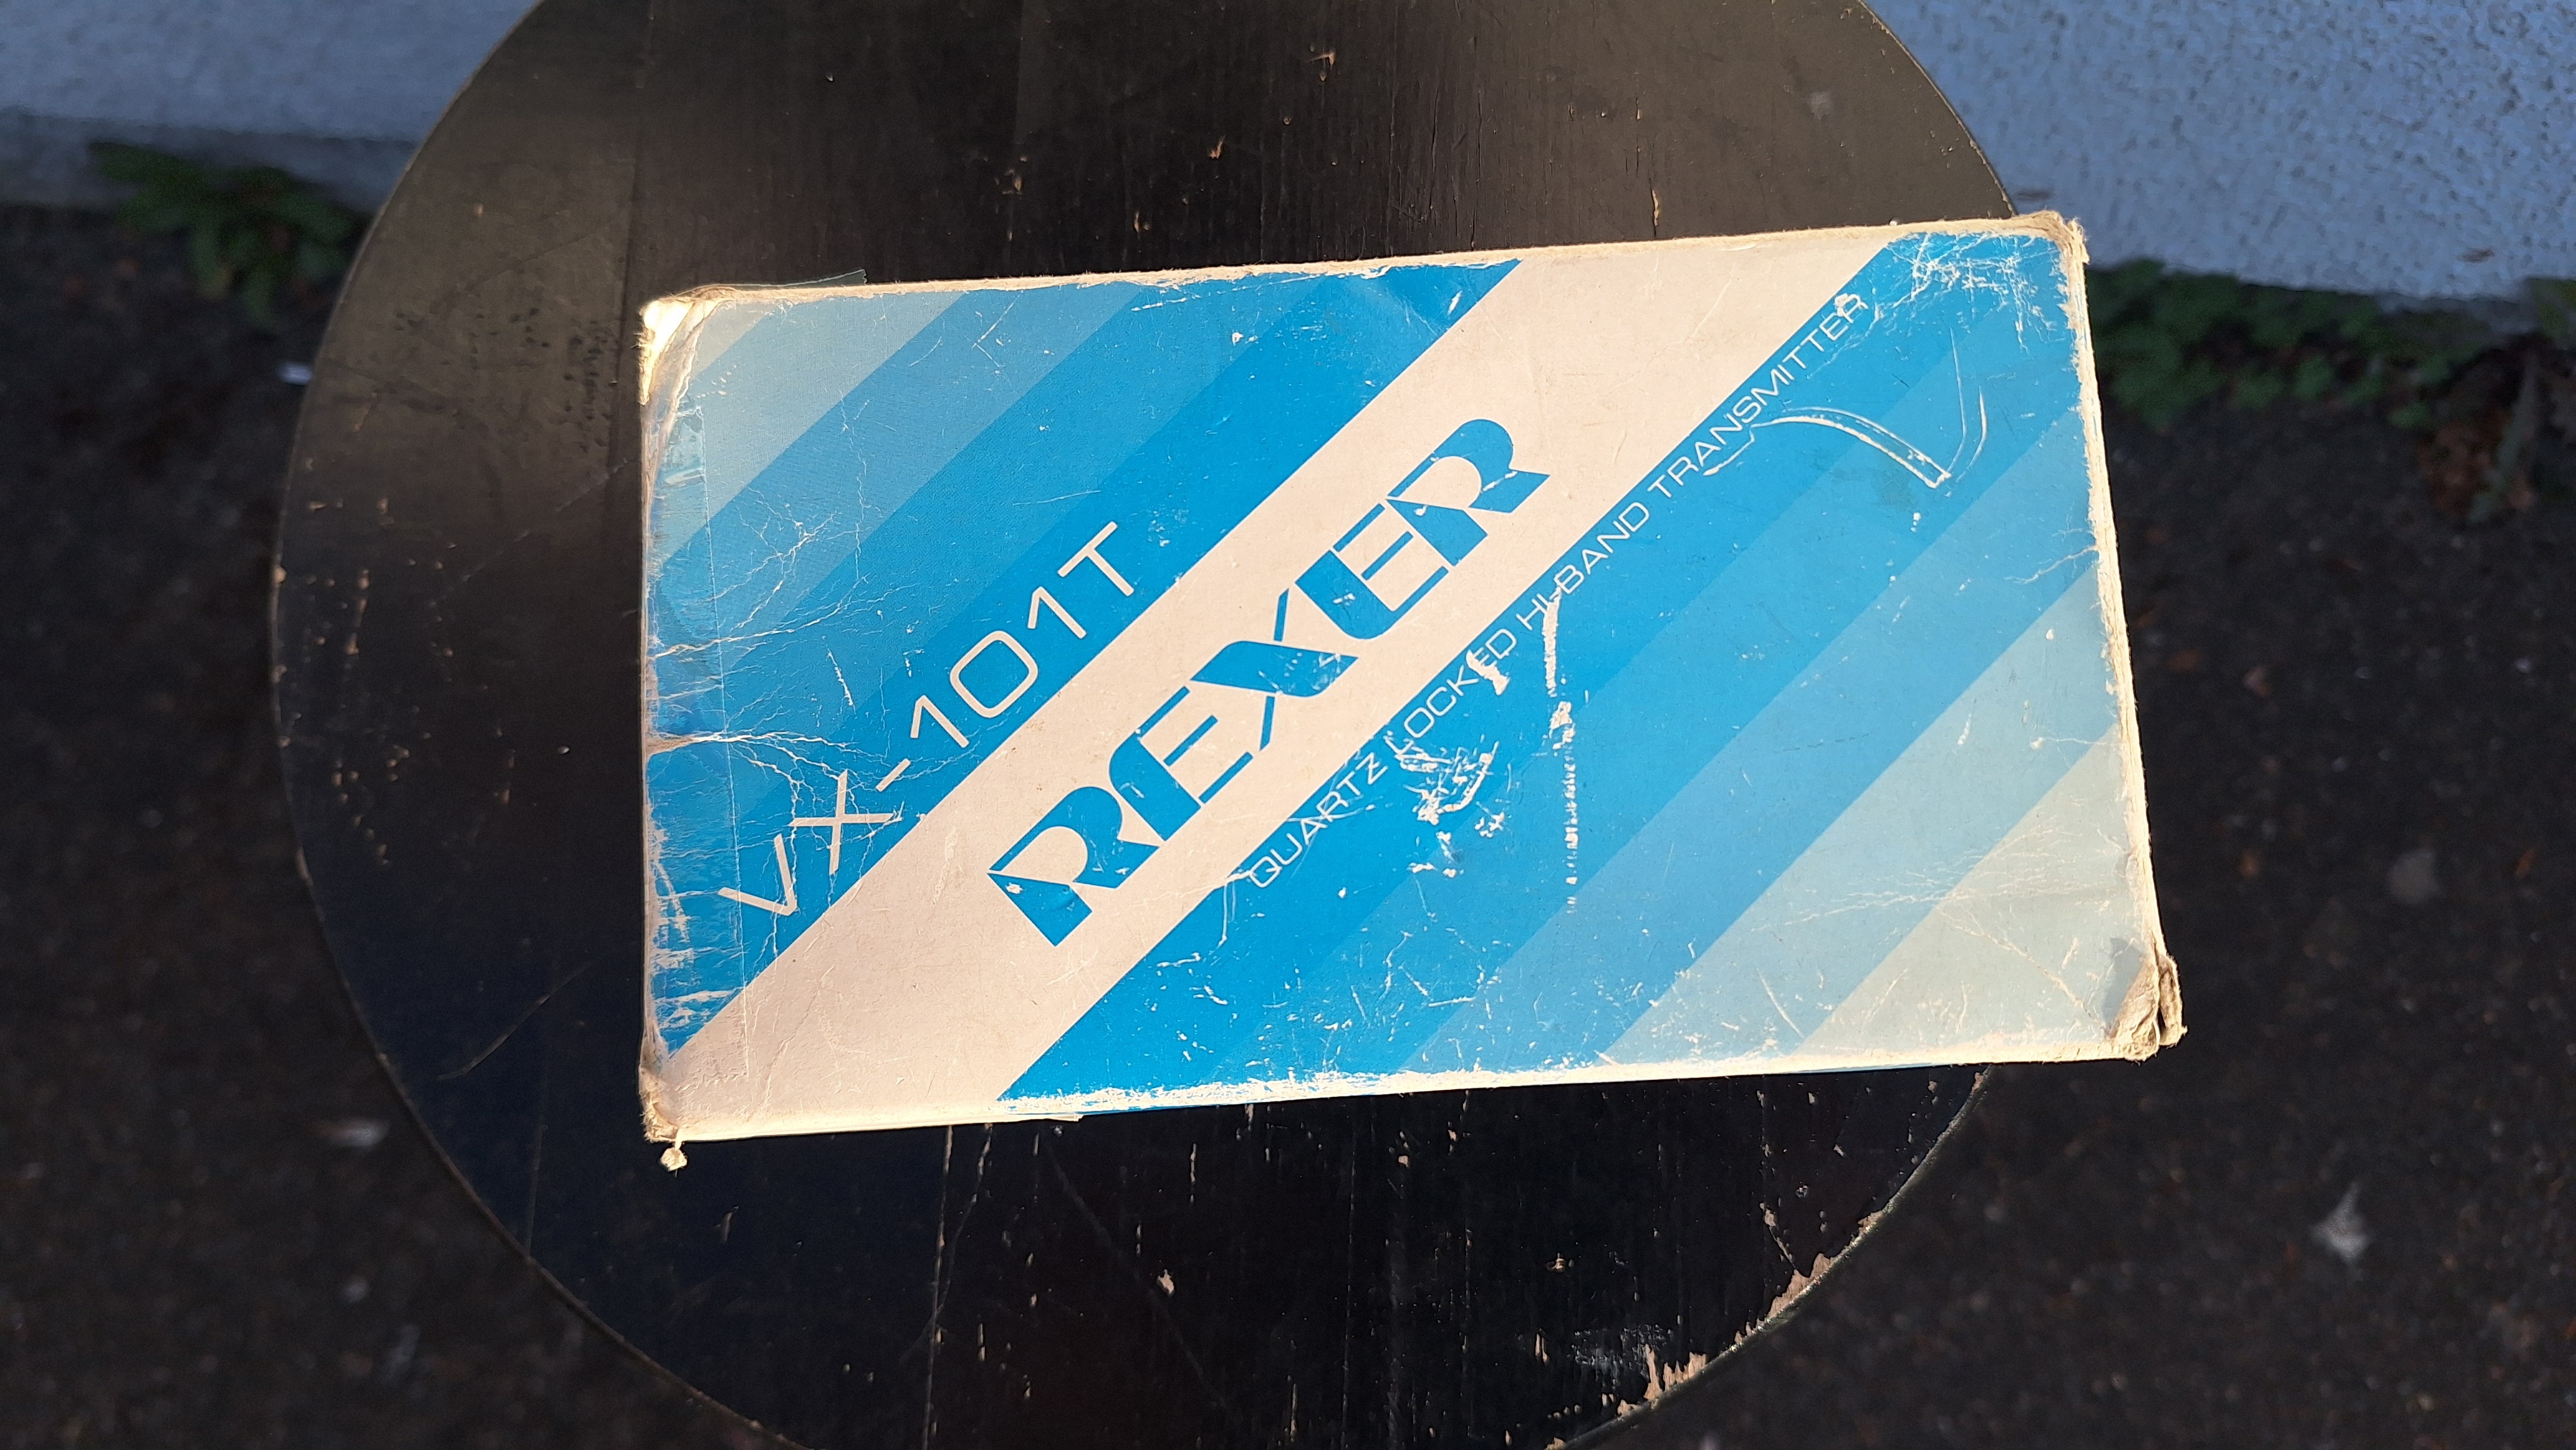 VX-101T
REXER
QUARTZ LOCKED HI-BAND TRANSMITTER